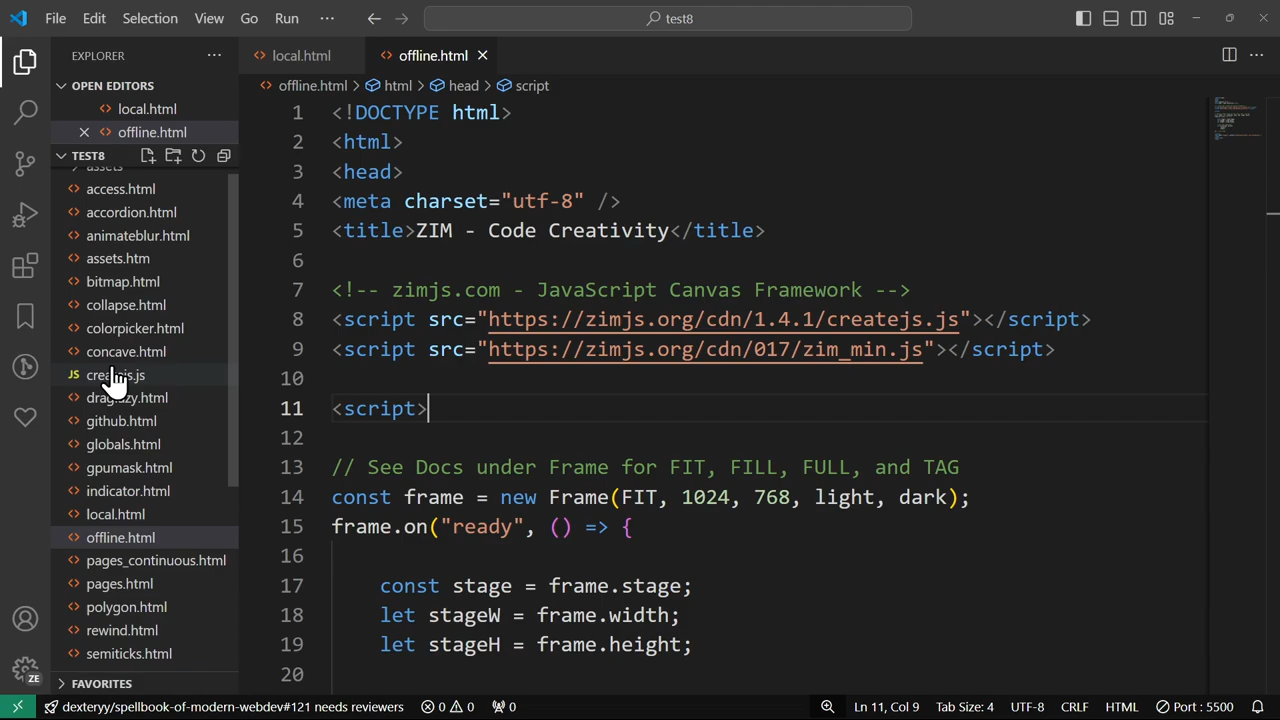 File Edit Selection View Go Run ··· test8
EXPLORER ···
OPEN EDITORS
local.html
offline.html
TEST8
assets
access.html
accordion.html
animateblur.html
assets.htm
bitmap.html
collapse.html
colorpicker.html
concave.html
JS createjs.js
draglazy.html
github.html
globals.html
gpumask.html
indicator.html
local.html
offline.html
pages_continuous.html
pages.html
polygon.html
rewind.html
semiticks.html
FAVORITES
ZE
local.html offline.html
offline.html > html > head > script
1 <!DOCTYPE html>
2 <html>
3 <head>
4 <meta charset="utf-8" />
5 <title>ZIM - Code Creativity</title>
6
7 <!-- zimjs.com - JavaScript Canvas Framework -->
8 <script src="https://zimjs.org/cdn/1.4.1/createjs.js"></script>
9 <script src="https://zimjs.org/cdn/017/zim_min.js"></script>
10
11 <script>
12
13 // See Docs under Frame for FIT, FILL, FULL, and TAG
14 const frame = new Frame(FIT, 1024, 768, light, dark);
15 frame.on("ready", () => {
16
17 const stage = frame.stage;
18 let stageW = frame.width;
19 let stageH = frame.height;
20
dexteryy/spellbook-of-modern-webdev#121 needs reviewers 0 0 0 Ln 11, Col 9 Tab Size: 4 UTF-8 CRLF HTML Port : 5500